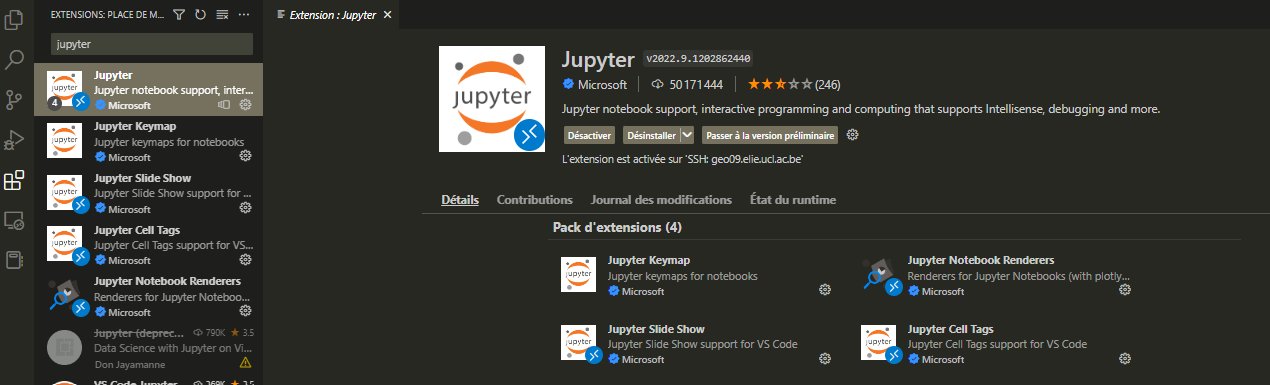 EXTENSIONS: PLACE DE M...
jupyter
Jupyter
Jupyter notebook support, inter...
Microsoft
4
Jupyter Keymap
Jupyter keymaps for notebooks
Microsoft
Jupyter Slide Show
Jupyter Slide Show support for ...
Microsoft
Jupyter Cell Tags
Jupyter Cell Tags support for VS...
Microsoft
Jupyter Notebook Renderers
Renderers for Jupyter Noteboo...
Microsoft
Jupyter (deprec... 790K 3.5
Data Science with Jupyter on Vi...
Don Jayamanne
VS Code Jupyter 269K 3.5
Extension : Jupyter
jupyter
Jupyter v2022.9.1202862440
Microsoft 50171444 (246)
Jupyter notebook support, interactive programming and computing that supports Intellisense, debugging and more.
Désactiver Désinstaller Passer à la version préliminaire
L'extension est activée sur 'SSH: geo09.elie.ucl.ac.be'
Détails Contributions Journal des modifications État du runtime
Pack d'extensions (4)
Jupyter Keymap
Jupyter keymaps for notebooks
Microsoft
Jupyter Notebook Renderers
Renderers for Jupyter Notebooks (with plotly...
Microsoft
Jupyter Slide Show
Jupyter Slide Show support for VS Code
Microsoft
Jupyter Cell Tags
Jupyter Cell Tags support for VS Code
Microsoft